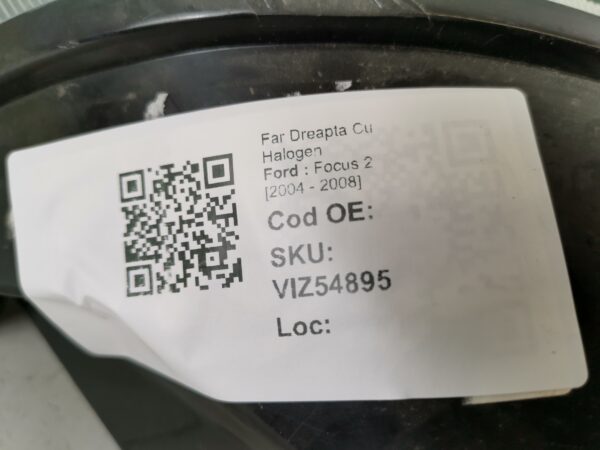 Far Dreapta Cu
Halogen
Ford : Focus 2
[2004 - 2008]
Cod OE:
SKU:
VIZ54895
Loc: